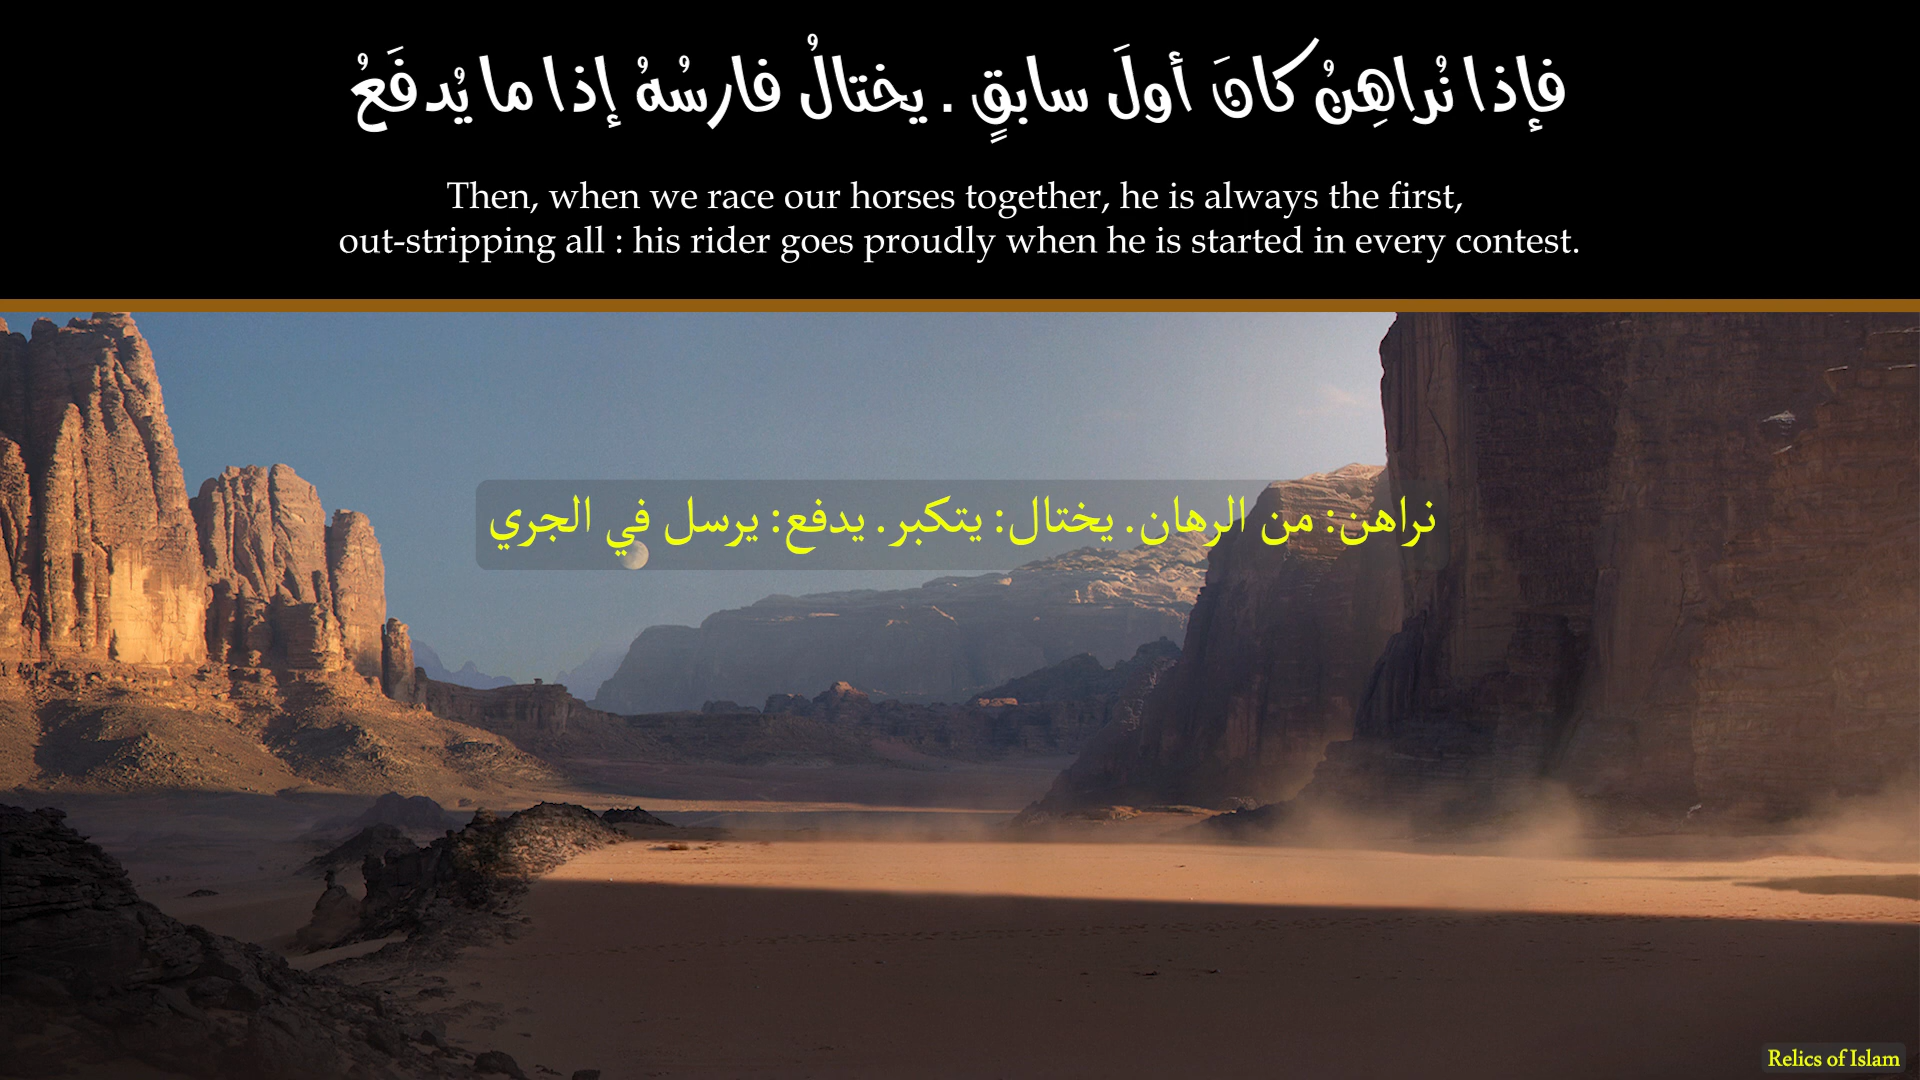 فإذا نُراهِنُ كانَ أولَ سابقٍ . يختالُ فارسُهُ إذا ما يُدفَعُ
Then, when we race our horses together, he is always the first,
out-stripping all : his rider goes proudly when he is started in every contest.
نراهن: من الرهان. يختال: يتكبر. يدفع: يرسل في الجري
Relics of Islam